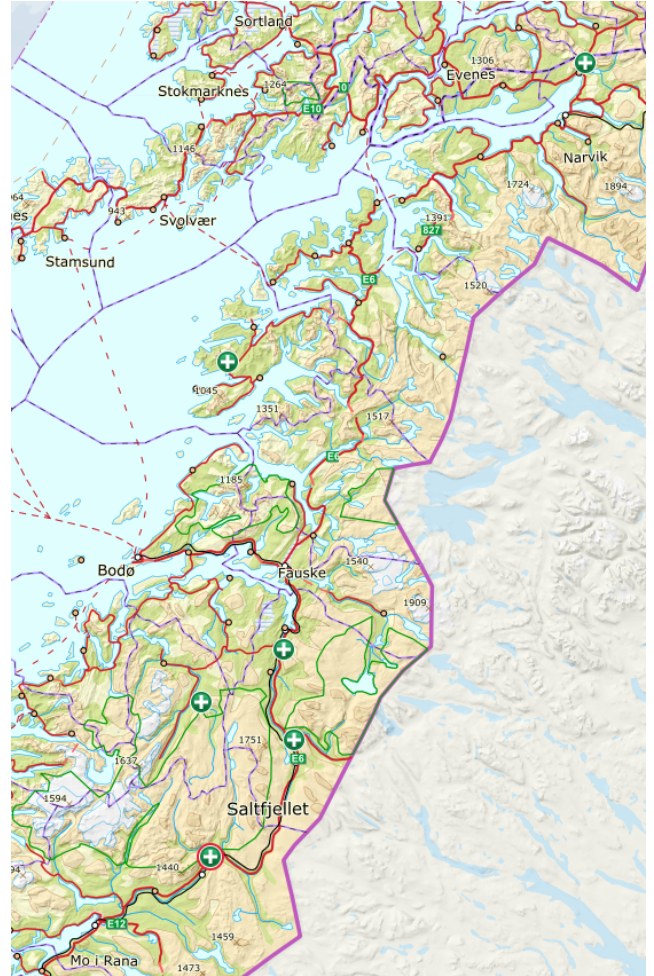 Sortland
1306
Evenes
1264
Stokmarknes
E10
1146
Narvik
1724
1894
943
Svolvær
1391
827
Stamsund
E6
1520
1045
1351
1517
1185
Bodø
Fauske
1540
1909
1751
E6
1637
1594
Saltfjellet
1440
E12
1459
Mo i Rana
1473